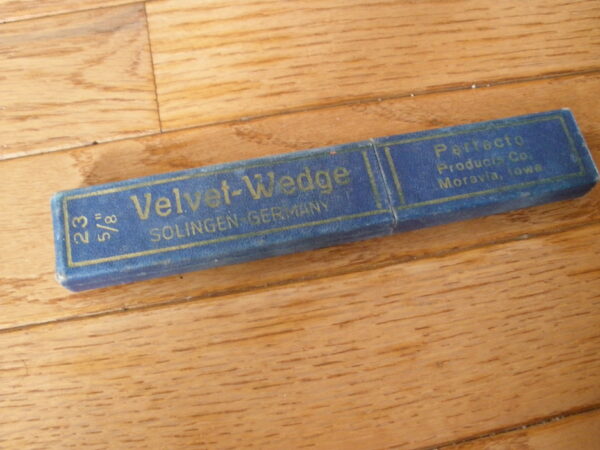 23
5/8"
Velvet-Wedge
SOLINGEN, GERMANY
Perfecto
Products Co.
Moravia, Iowa